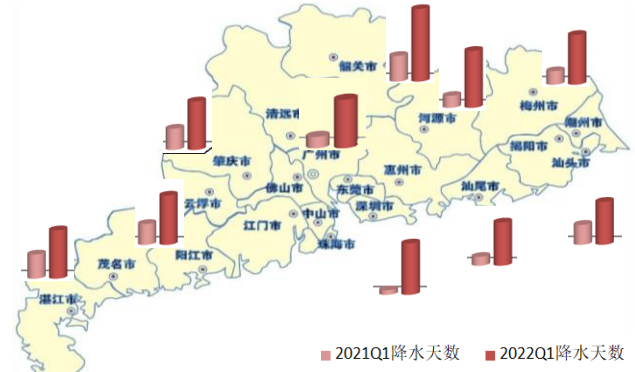 韶关市
清远市
河源市
梅州市
潮州市
揭阳市
汕头市
广州市
肇庆市
惠州市
佛山市
东莞市
汕尾市
云浮市
深圳市
中山市
江门市
珠海市
阳江市
茂名市
湛江市
2021Q1降水天数
2022Q1降水天数